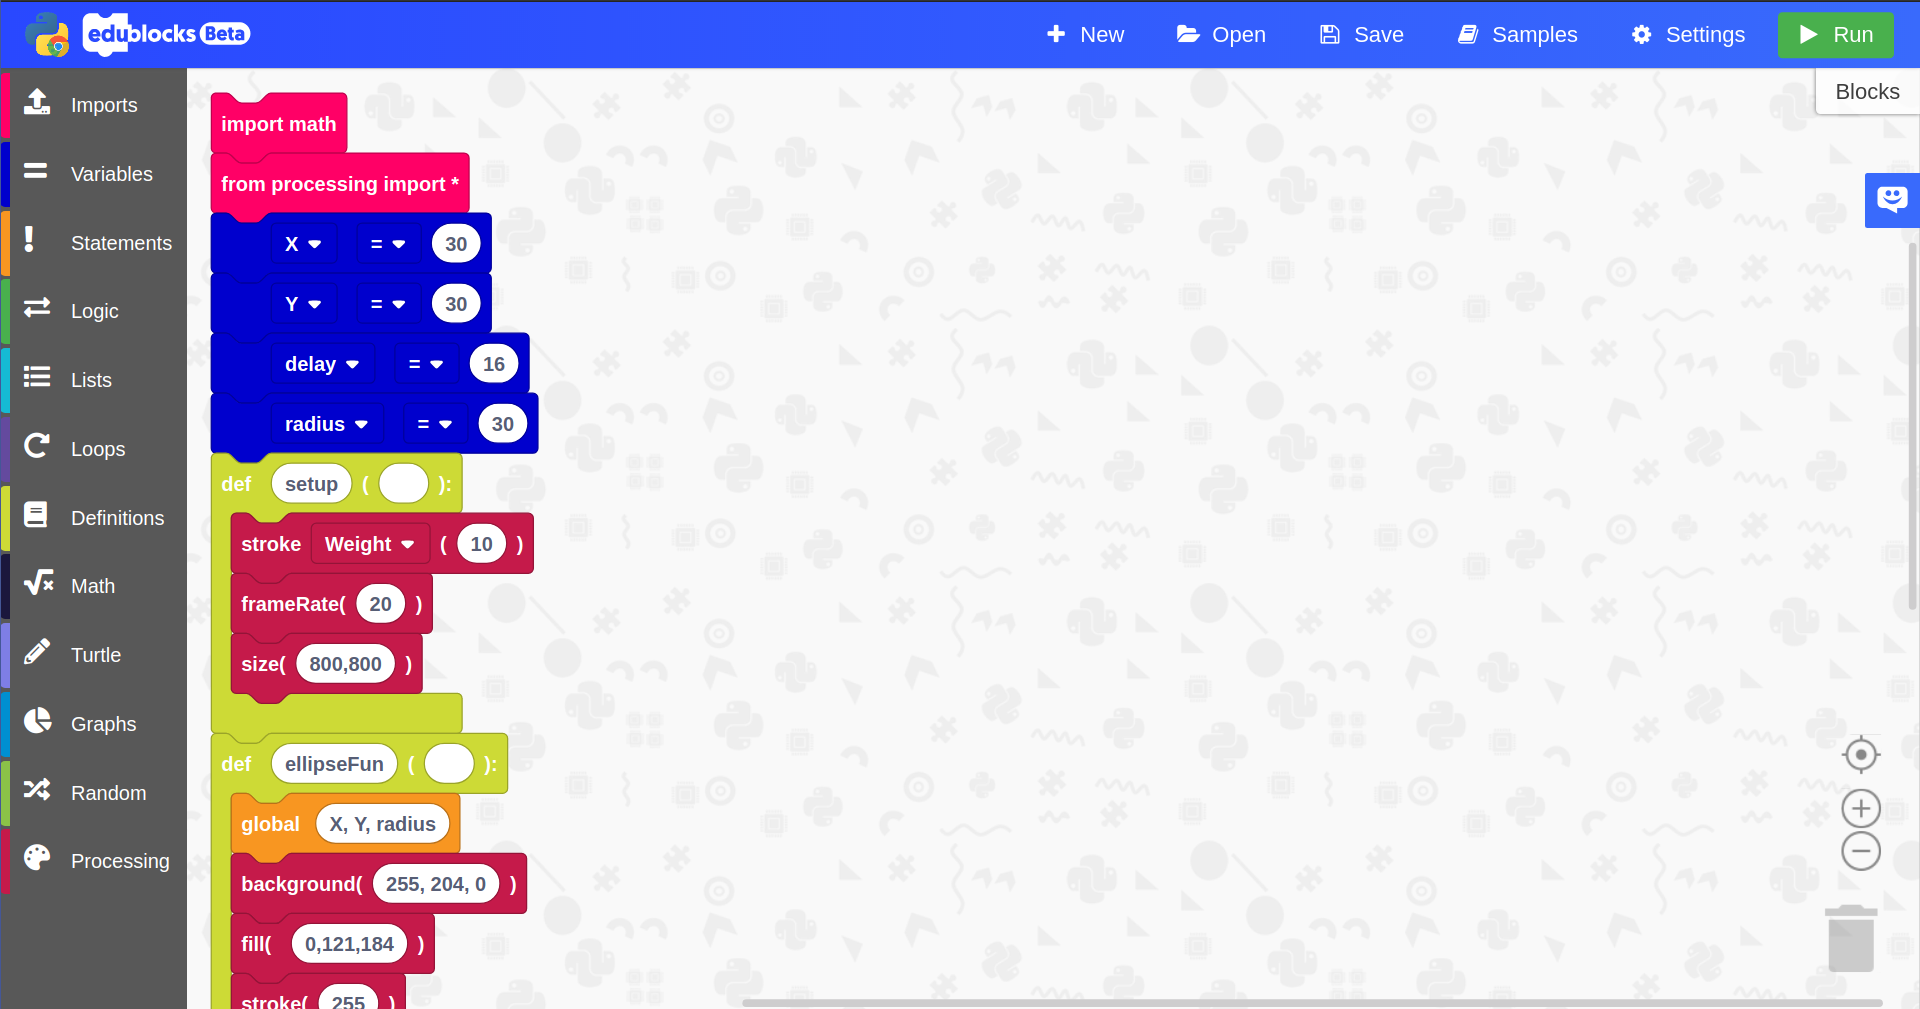 edublocks Beta
New
Open
Save
Samples
Settings
Run
Blocks
Imports
Variables
Statements
Logic
Lists
Loops
Definitions
Math
Turtle
Graphs
Random
Processing
import math
from processing import *
X = 30
Y = 30
delay = 16
radius = 30
def setup ( ):
stroke Weight ( 10 )
frameRate( 20 )
size( 800,800 )
def ellipseFun ( ):
global X, Y, radius
background( 255, 204, 0 )
fill( 0,121,184 )
stroke( 255 )